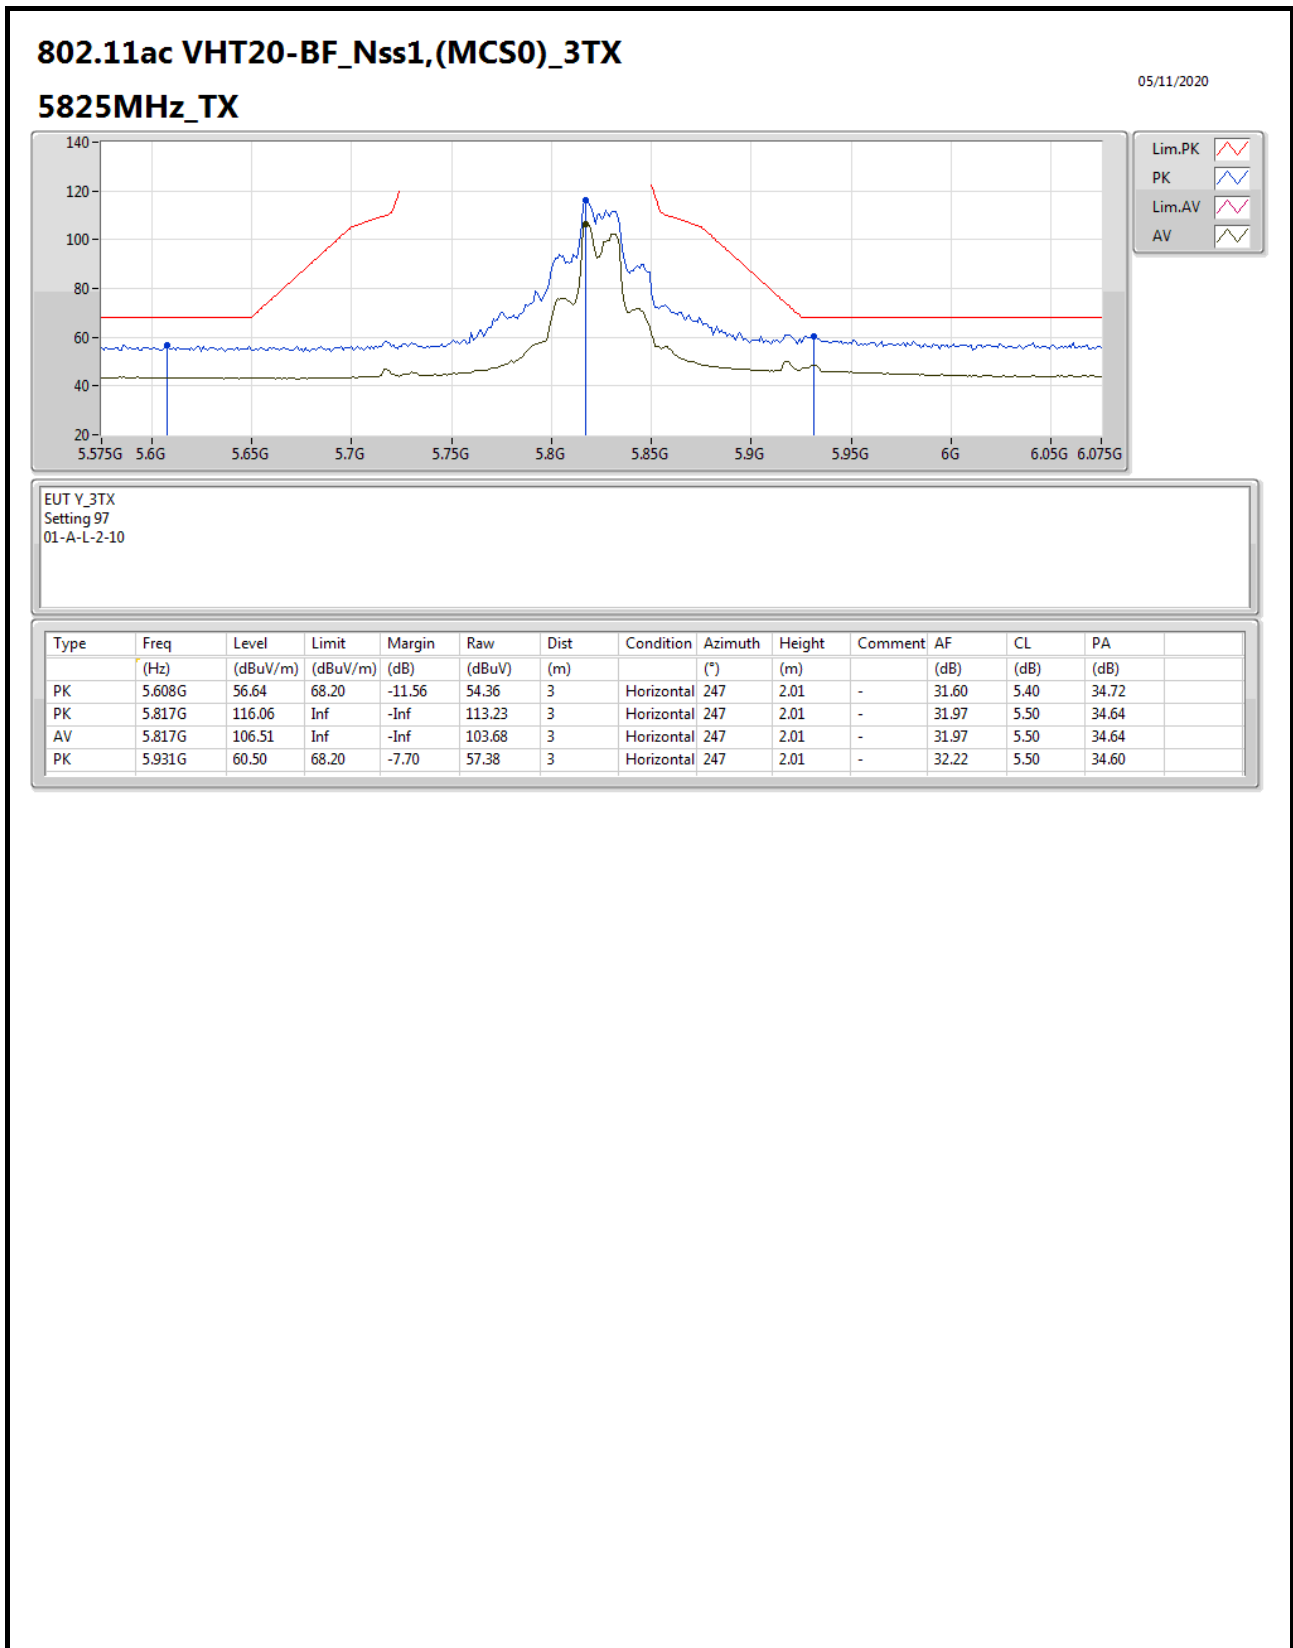 802.11ac VHT20-BF_Nss1,(MCS0)_3TX
05/11/2020
5825MHz_TX
140
120
100
80
60
40
20
5.575G 5.6G 5.65G 5.7G 5.75G 5.8G 5.85G 5.9G 5.95G 6G 6.05G 6.075G
Lim.PK
PK
Lim.AV
AV
EUT Y_3TX
Setting 97
01-A-L-2-10
Type Freq Level Limit Margin Raw Dist Condition Azimuth Height Comment AF CL PA
(Hz) (dBuV/m) (dBuV/m) (dB) (dBuV) (m) (°) (m) (dB) (dB) (dB)
PK 5.608G 56.64 68.20 -11.56 54.36 3 Horizontal 247 2.01 - 31.60 5.40 34.72
PK 5.817G 116.06 Inf -Inf 113.23 3 Horizontal 247 2.01 - 31.97 5.50 34.64
AV 5.817G 106.51 Inf -Inf 103.68 3 Horizontal 247 2.01 - 31.97 5.50 34.64
PK 5.931G 60.50 68.20 -7.70 57.38 3 Horizontal 247 2.01 - 32.22 5.50 34.60